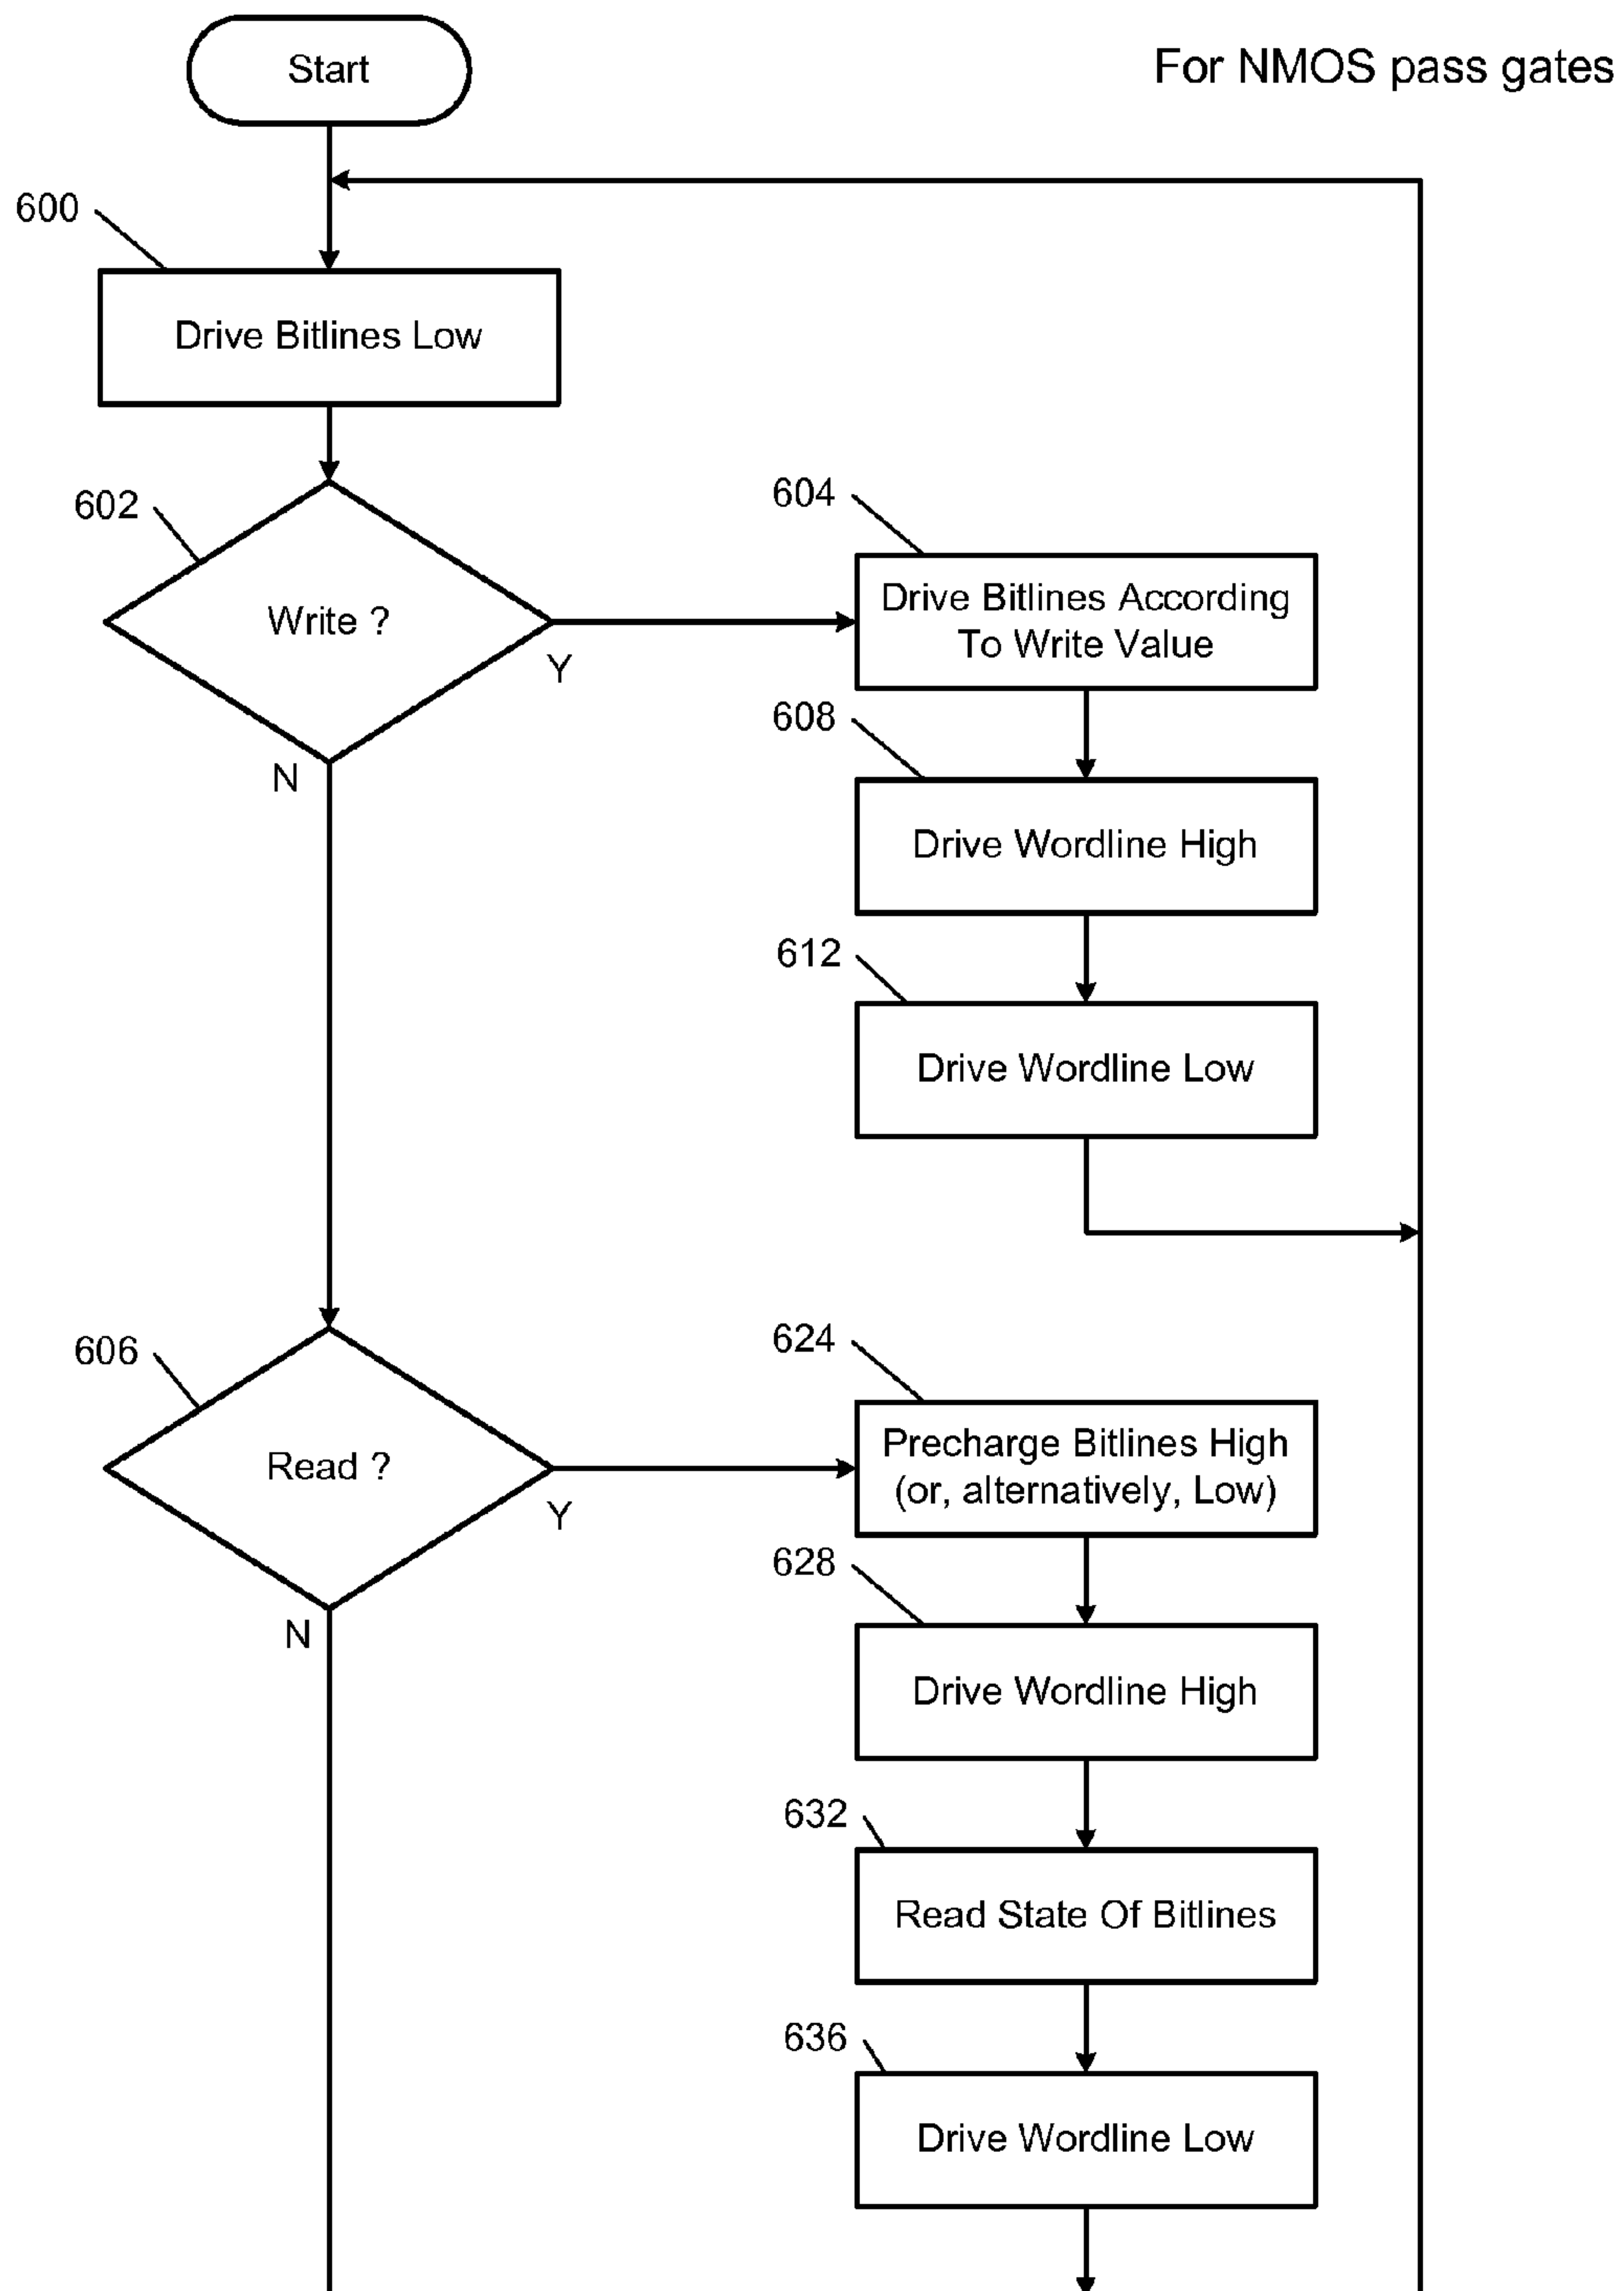 Start
For NMOS pass gates
600
Drive Bitlines Low
602
Write ?
Y
N
604
Drive Bitlines According
To Write Value
608
Drive Wordline High
612
Drive Wordline Low
606
Read ?
Y
N
624
Precharge Bitlines High
(or, alternatively, Low)
628
Drive Wordline High
632
Read State Of Bitlines
636
Drive Wordline Low